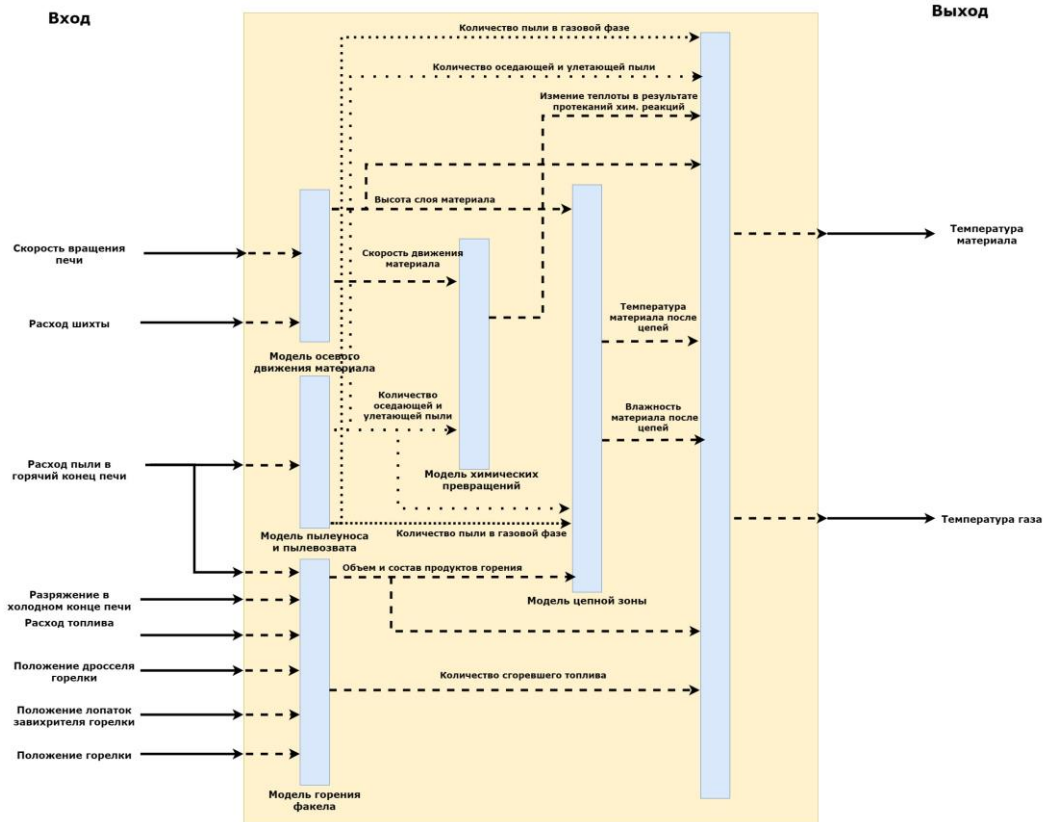 Вход
Выход
Количество пыли в газовой фазе
Количество оседающей и улетающей пыли
Измение теплоты в результате
протеканий хим. реакций
Высота слоя материала
Скорость вращения
печи
Скорость движения
материала
Температура
материала
Расход шихты
Температура
материала после
цепей
Модель осевого
движения материала
Количество
оседающей и
улетающей пыли
Влажность
материала после
цепей
Расход пыли в
горячий конец печи
Модель химических
превращений
Температура газа
Модель пылеуноса
и пылевозвата
Количество пыли в газовой фазе
Объем и состав продуктов горения
Разряжение в
холодном конце печи
Модель цепной зоны
Расход топлива
Положение дросселя
горелки
Количество сгоревшего топлива
Положение лопаток
завихрителя горелки
Положение горелки
Модель горения
факела